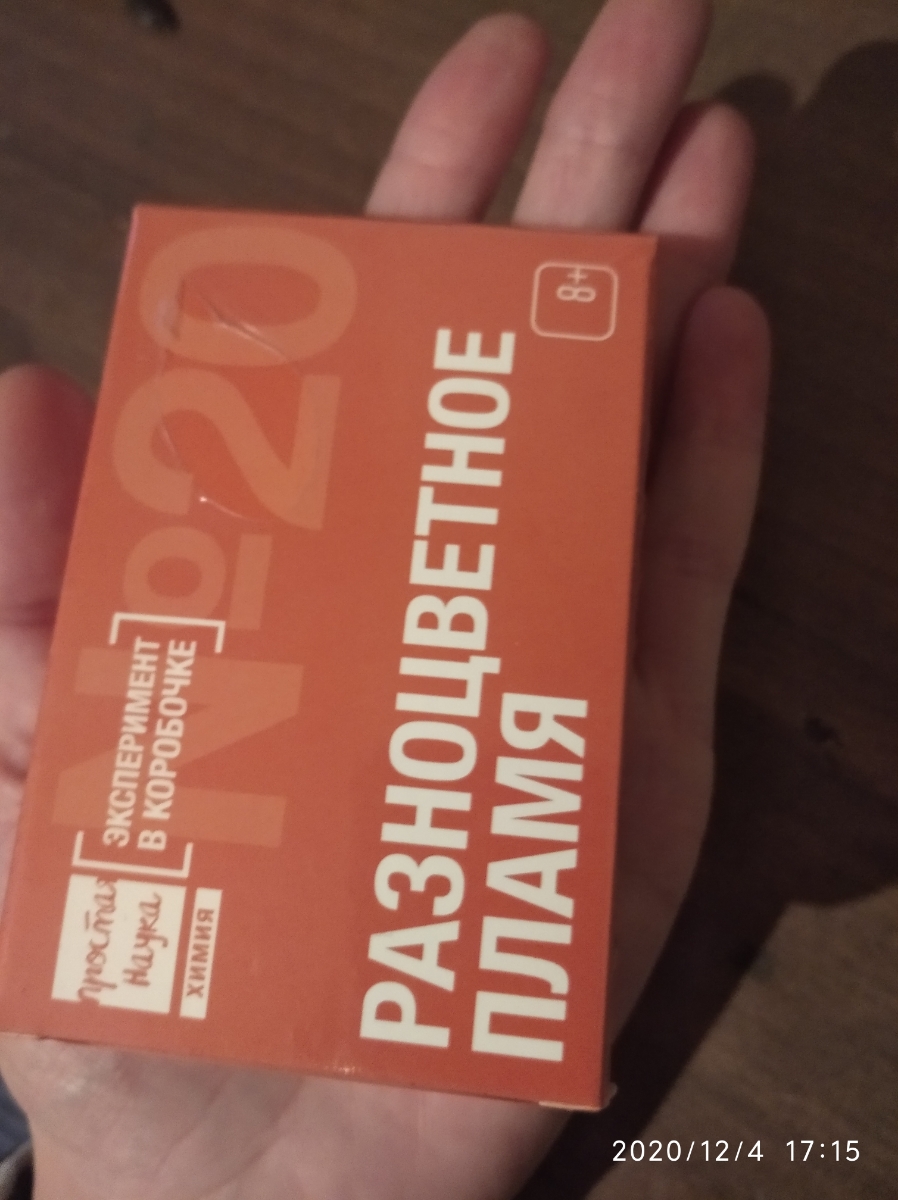 простая
наука
ХИМИЯ
ЭКСПЕРИМЕНТ
В КОРОБОЧКЕ
№20
РАЗНОЦВЕТНОЕ
ПЛАМЯ
8+
2020/12/4 17:15